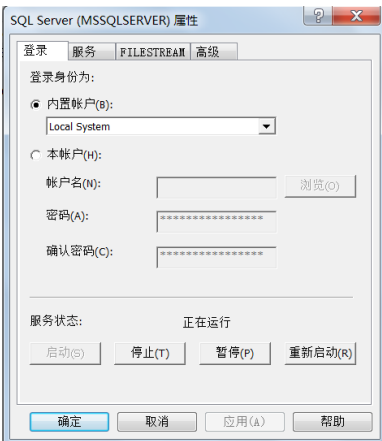 SQL Server (MSSQLSERVER) 属性
登录 服务 FILESTREAM 高级
登录身份为:
内置帐户(B):
Local System
本帐户(H):
帐户名(N): 浏览(O)
密码(A): ***************
确认密码(C): ***************
服务状态: 正在运行
启动(S) 停止(T) 暂停(P) 重新启动(R)
确定 取消 应用(A) 帮助